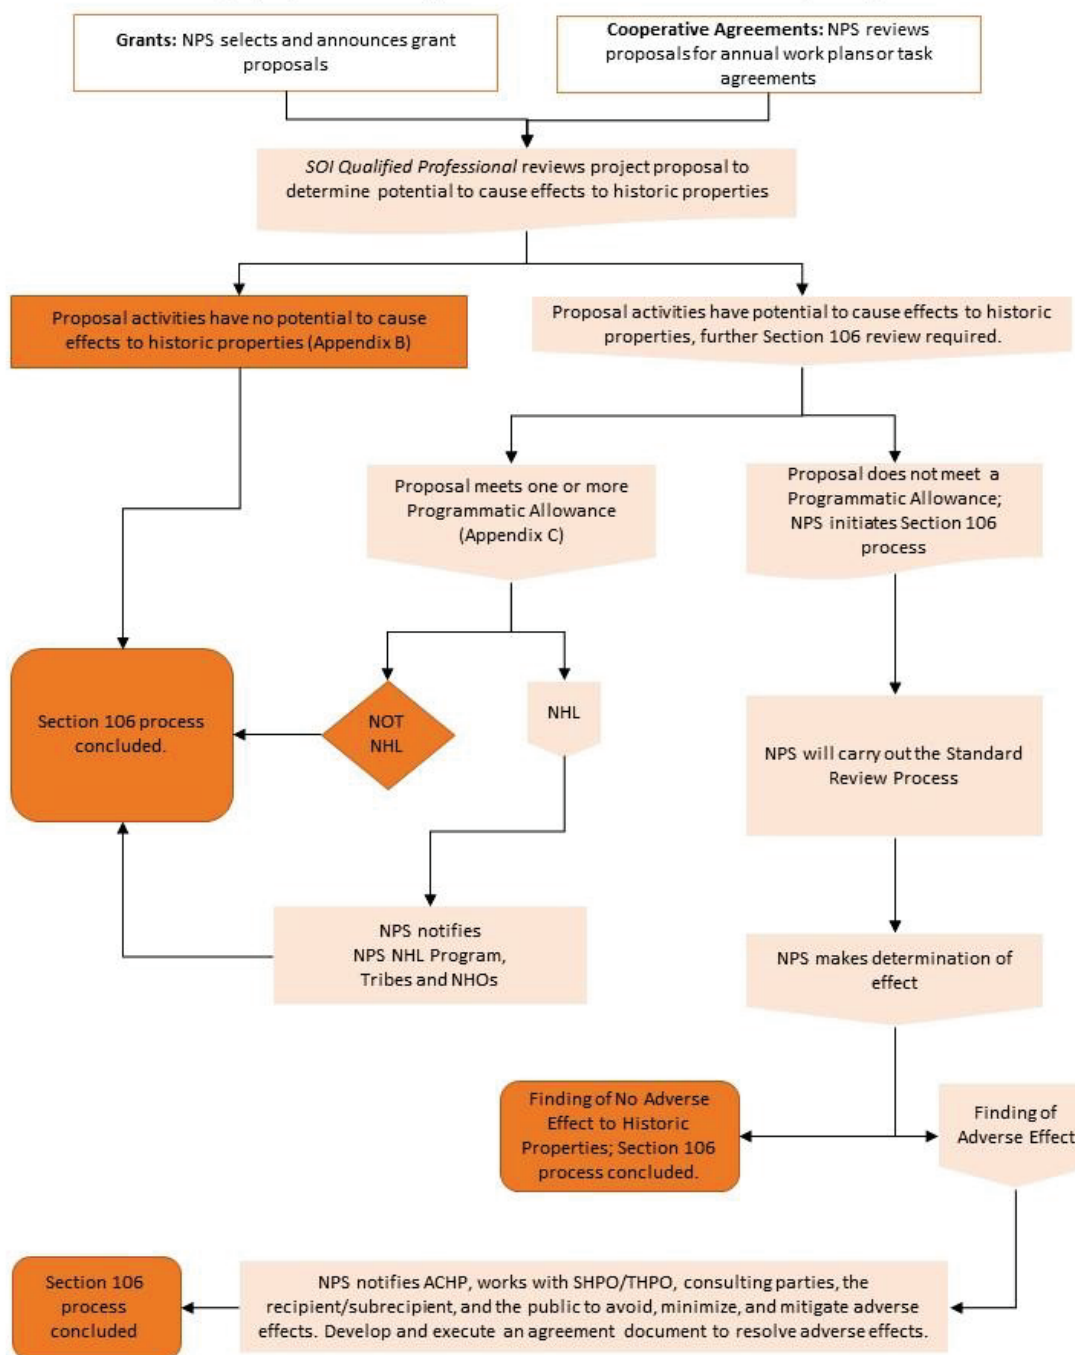 Grants: NPS selects and announces grant
proposals
Cooperative Agreements: NPS reviews
proposals for annual work plans or task
agreements
SOI Qualified Professional reviews project proposal to
determine potential to cause effects to historic properties
Proposal activities have no potential to cause
effects to historic properties (Appendix B)
Proposal activities have potential to cause effects to historic
properties, further Section 106 review required.
Proposal meets one or more
Programmatic Allowance
(Appendix C)
Proposal does not meet a
Programmatic Allowance;
NPS initiates Section 106
process
Section 106 process
concluded.
NOT
NHL
NHL
NPS will carry out the Standard
Review Process
NPS notifies
NPS NHL Program,
Tribes and NHOs
NPS makes determination of
effect
Finding of No Adverse
Effect to Historic
Properties; Section 106
process concluded.
Finding of
Adverse Effect
Section 106
process
concluded
NPS notifies ACHP, works with SHPO/THPO, consulting parties, the
recipient/subrecipient, and the public to avoid, minimize, and mitigate adverse
effects. Develop and execute an agreement document to resolve adverse effects.